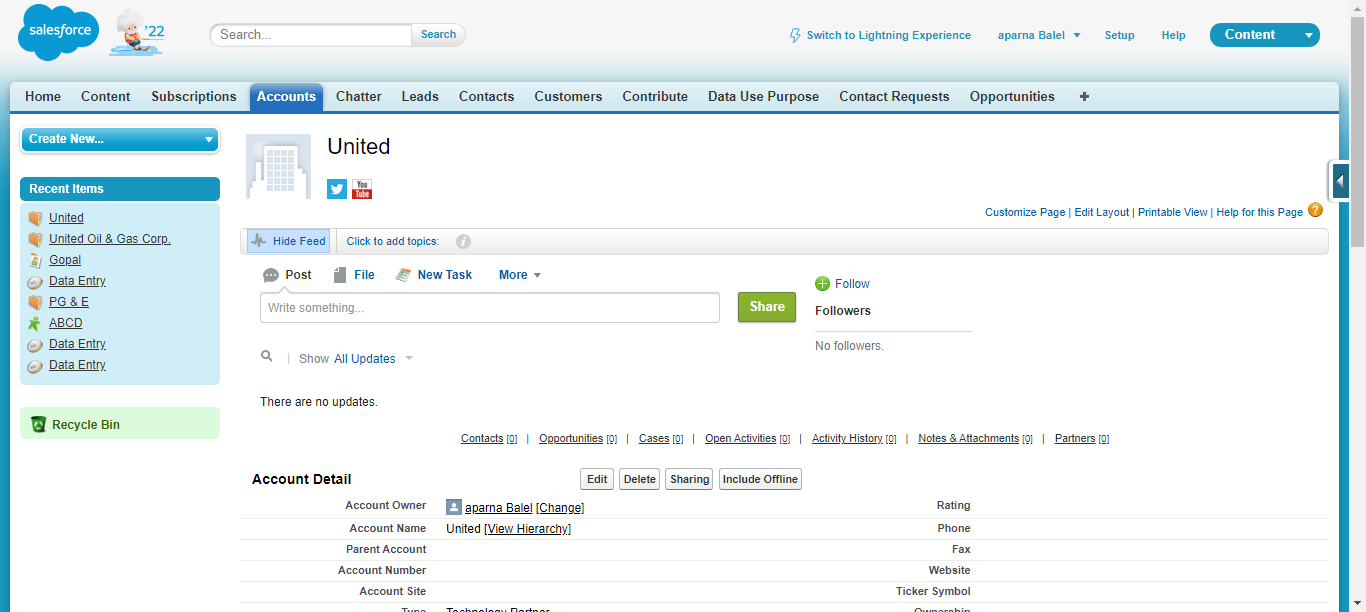 salesforce
'22
Search...
Search
Switch to Lightning Experience
aparna Balel
Setup
Help
Content
Home Content Subscriptions Accounts Chatter Leads Contacts Customers Contribute Data Use Purpose Contact Requests Opportunities +
Create New...
Recent Items
United
United Oil & Gas Corp.
Gopal
Data Entry
PG & E
ABCD
Data Entry
Data Entry
Recycle Bin
United
You Tube
Customize Page | Edit Layout | Printable View | Help for this Page ?
Hide Feed
Click to add topics: i
Post File New Task More
Write something...
Share
Follow
Followers
No followers.
Show All Updates
There are no updates.
Contacts [0] | Opportunities [0] | Cases [0] | Open Activities [0] | Activity History [0] | Notes & Attachments [0] | Partners [0]
Account Detail
Edit Delete Sharing Include Offline
Account Owner aparna Balel [Change] Rating
Account Name United [View Hierarchy] Phone
Parent Account Fax
Account Number Website
Account Site Ticker Symbol
Type Technology Partner Ownership